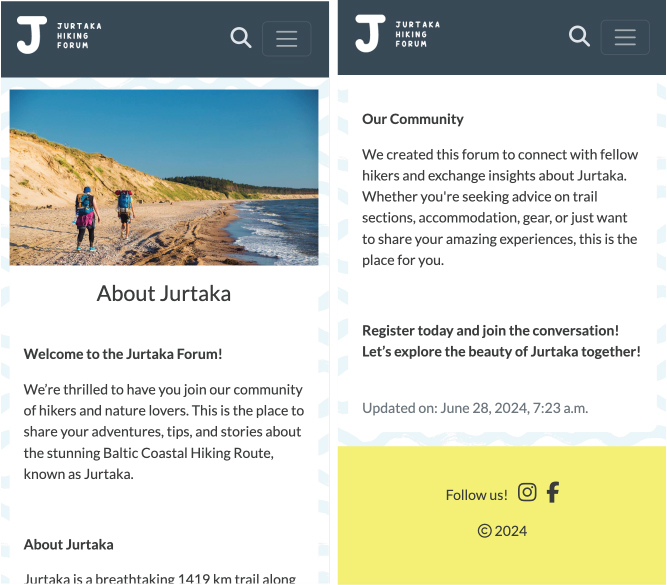 JURTAKA
HIKING
FORUM
About Jurtaka
Welcome to the Jurtaka Forum!
We're thrilled to have you join our community
of hikers and nature lovers. This is the place to
share your adventures, tips, and stories about
the stunning Baltic Coastal Hiking Route,
known as Jurtaka.
About Jurtaka
Jurtaka is a breathtaking 1419 km trail along
JURTAKA
HIKING
FORUM
Our Community
We created this forum to connect with fellow
hikers and exchange insights about Jurtaka.
Whether you're seeking advice on trail
sections, accommodation, gear, or just want
to share your amazing experiences, this is the
place for you.
Register today and join the conversation!
Let's explore the beauty of Jurtaka together!
Updated on: June 28, 2024, 7:23 a.m.
Follow us!
© 2024